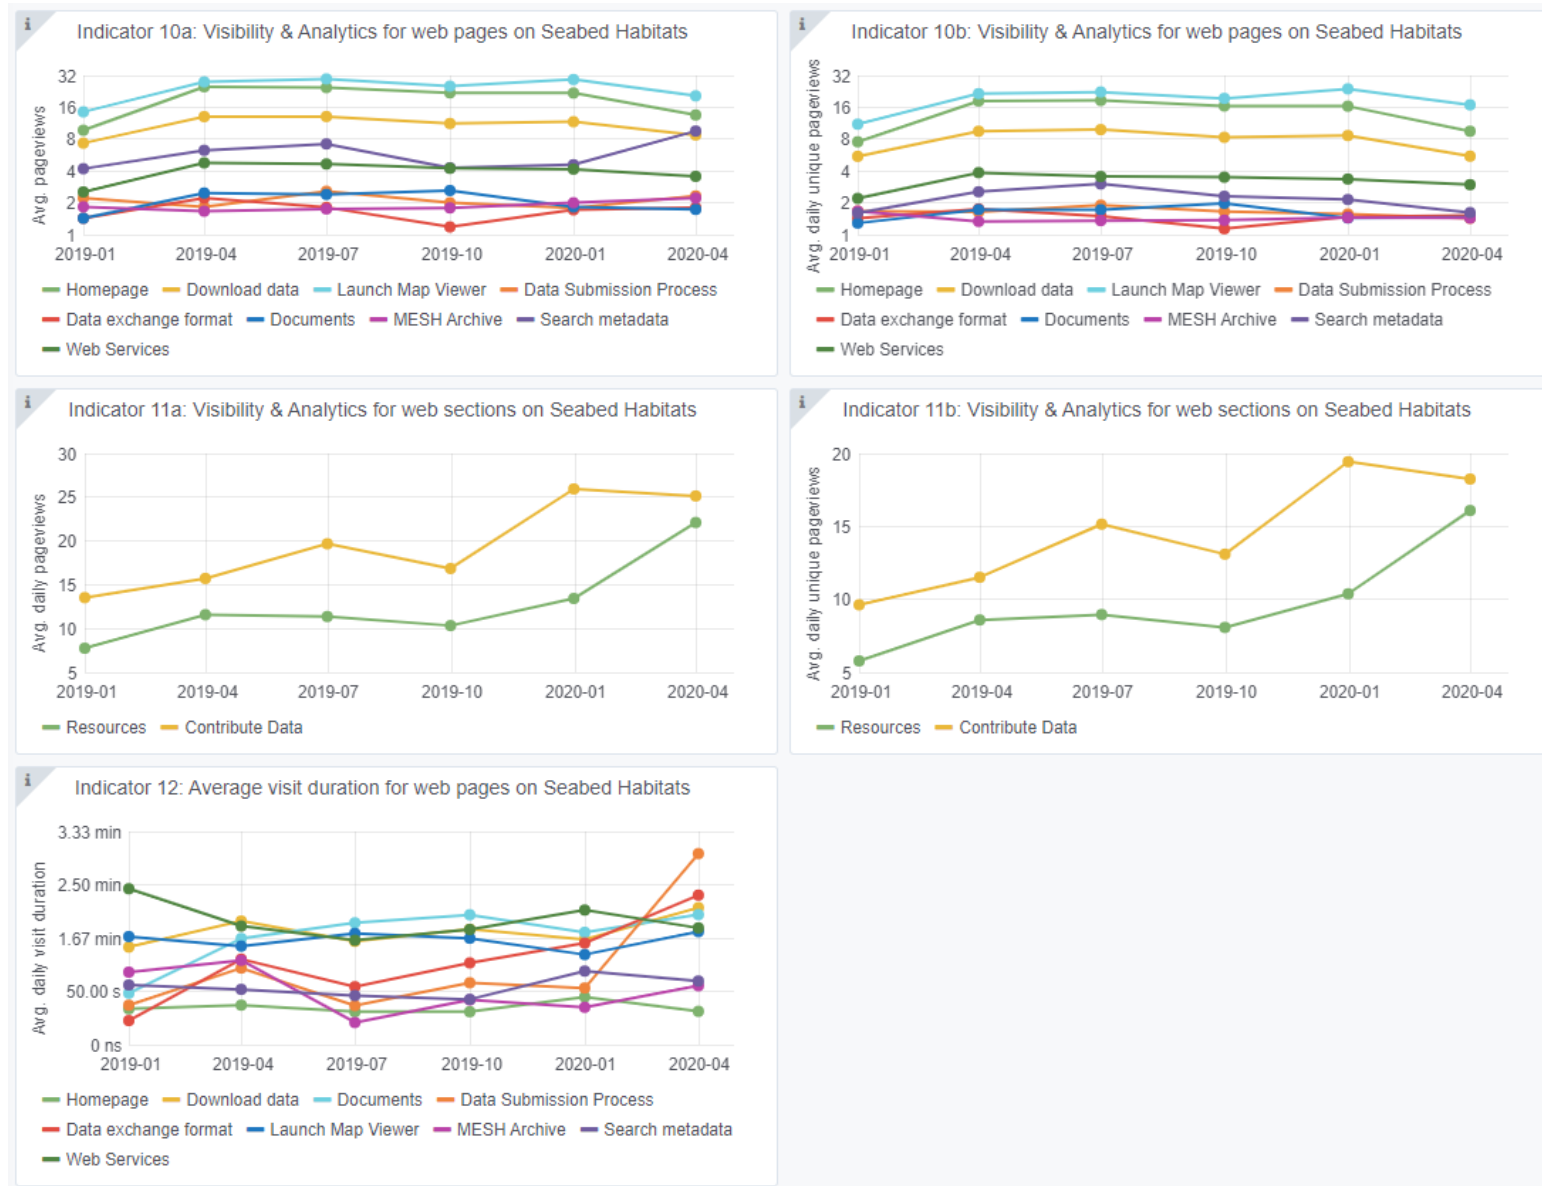 Indicator 10a: Visibility & Analytics for web pages on Seabed Habitats
Avg. pageviews
32
16
8
4
2
1
2019-01 2019-04 2019-07 2019-10 2020-01 2020-04
Homepage Download data Launch Map Viewer Data Submission Process
Data exchange format Documents MESH Archive Search metadata
Web Services
Indicator 10b: Visibility & Analytics for web pages on Seabed Habitats
Avg. daily unique pageviews
32
16
8
4
2
1
2019-01 2019-04 2019-07 2019-10 2020-01 2020-04
Homepage Download data Launch Map Viewer Data Submission Process
Data exchange format Documents MESH Archive Search metadata
Web Services
Indicator 11a: Visibility & Analytics for web sections on Seabed Habitats
Avg. daily pageviews
30
25
20
15
10
5
2019-01 2019-04 2019-07 2019-10 2020-01 2020-04
Resources Contribute Data
Indicator 11b: Visibility & Analytics for web sections on Seabed Habitats
Avg. daily unique pageviews
20
15
10
5
2019-01 2019-04 2019-07 2019-10 2020-01 2020-04
Resources Contribute Data
Indicator 12: Average visit duration for web pages on Seabed Habitats
Avg. daily visit duration
3.33 min
2.50 min
1.67 min
50.00 s
0 ns
2019-01 2019-04 2019-07 2019-10 2020-01 2020-04
Homepage Download data Documents Data Submission Process
Data exchange format Launch Map Viewer MESH Archive Search metadata
Web Services